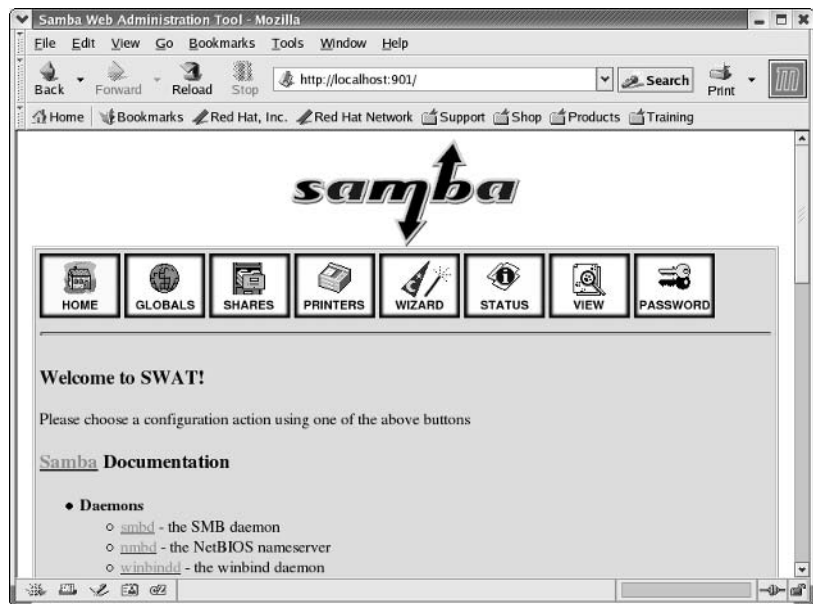 Samba Web Administration Tool - Mozilla
File Edit View Go Bookmarks Tools Window Help
Back Forward Reload Stop http://localhost:901/ Search Print
Home Bookmarks Red Hat, Inc. Red Hat Network Support Shop Products Training
samba
HOME GLOBALS SHARES PRINTERS WIZARD STATUS VIEW PASSWORD
Welcome to SWAT!
Please choose a configuration action using one of the above buttons
Samba Documentation
Daemons
smbd - the SMB daemon
nmbd - the NetBIOS nameserver
winbindd - the winbind daemon